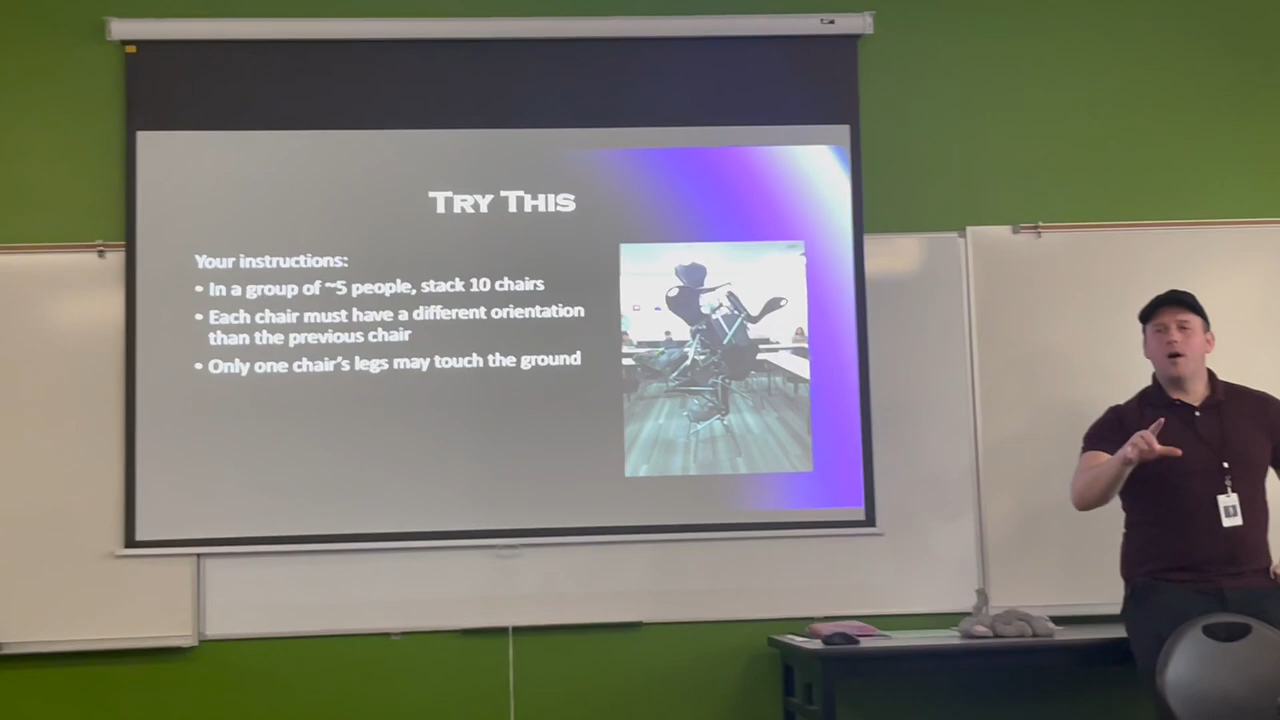 TRY THIS
Your instructions:
• In a group of ~5 people, stack 10 chairs
• Each chair must have a different orientation
than the previous chair
• Only one chair's legs may touch the ground